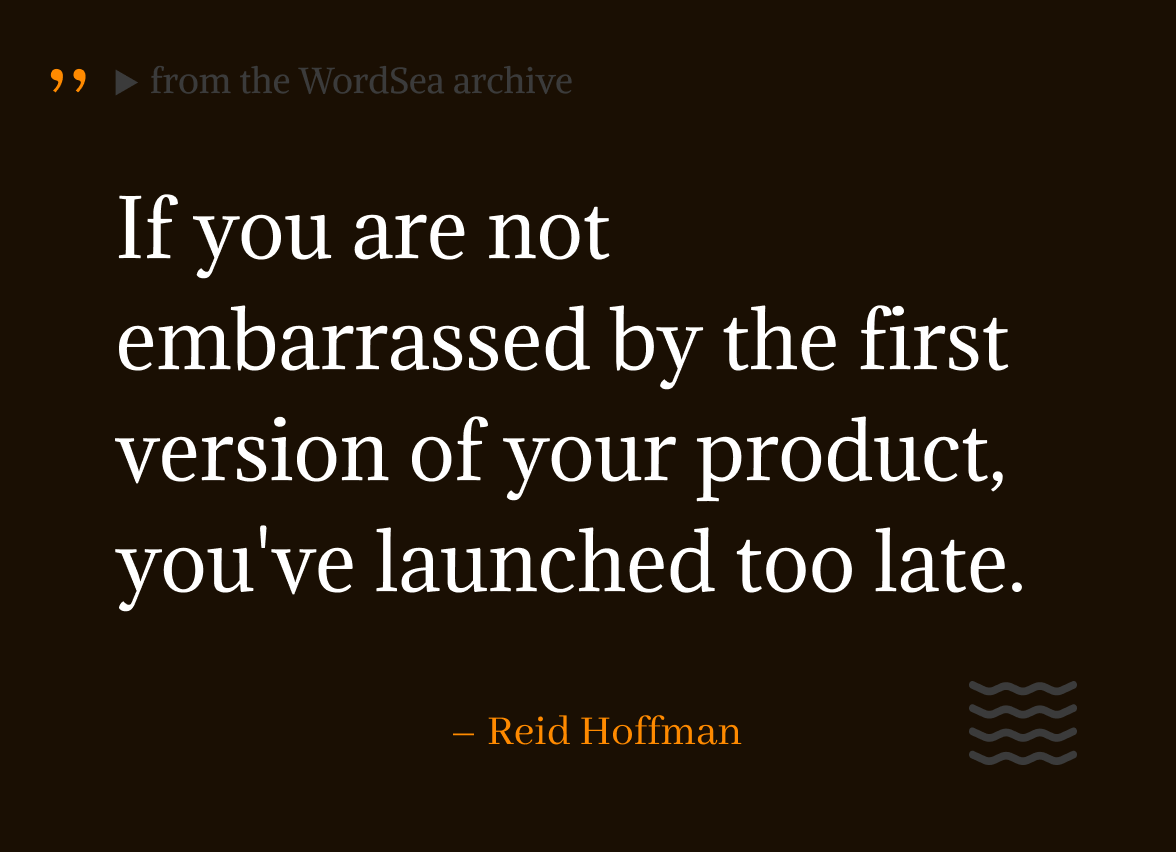 ” ▶ from the WordSea archive
If you are not
embarrassed by the first
version of your product,
you've launched too late.
– Reid Hoffman